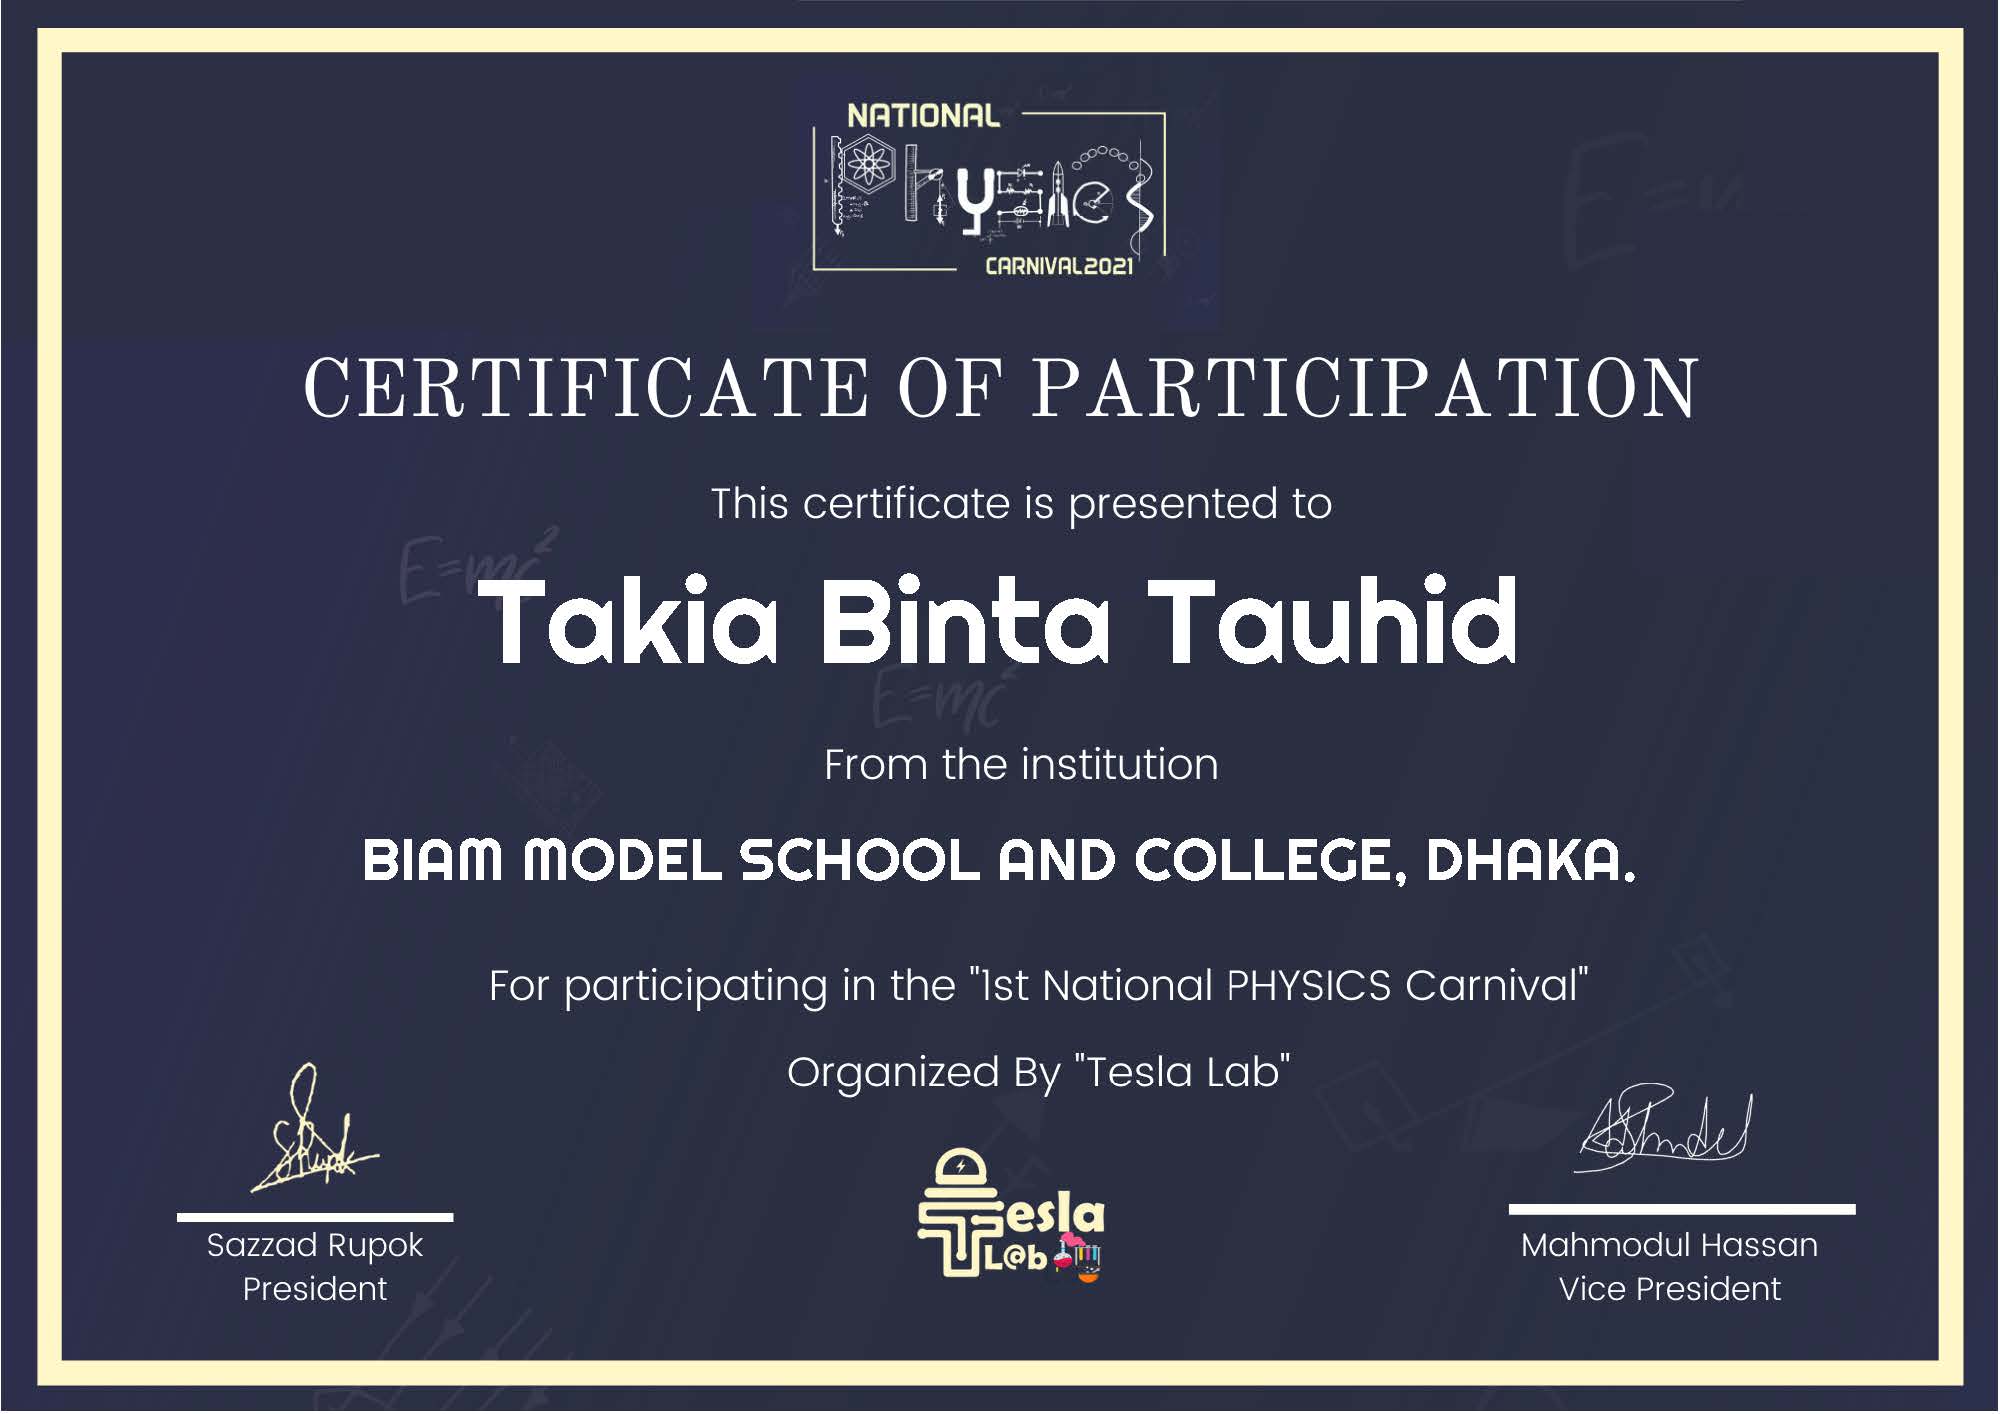 NATIONAL
PHYSICS
CARNIVAL2021
CERTIFICATE OF PARTICIPATION
This certificate is presented to
E=mc²
Takia Binta Tauhid
E=mc²
From the institution
BIAM MODEL SCHOOL AND COLLEGE, DHAKA.
For participating in the "1st National PHYSICS Carnival"
Organized By "Tesla Lab"
Tesla
L@b
Sazzad Rupok
President
Mahmodul Hassan
Vice President